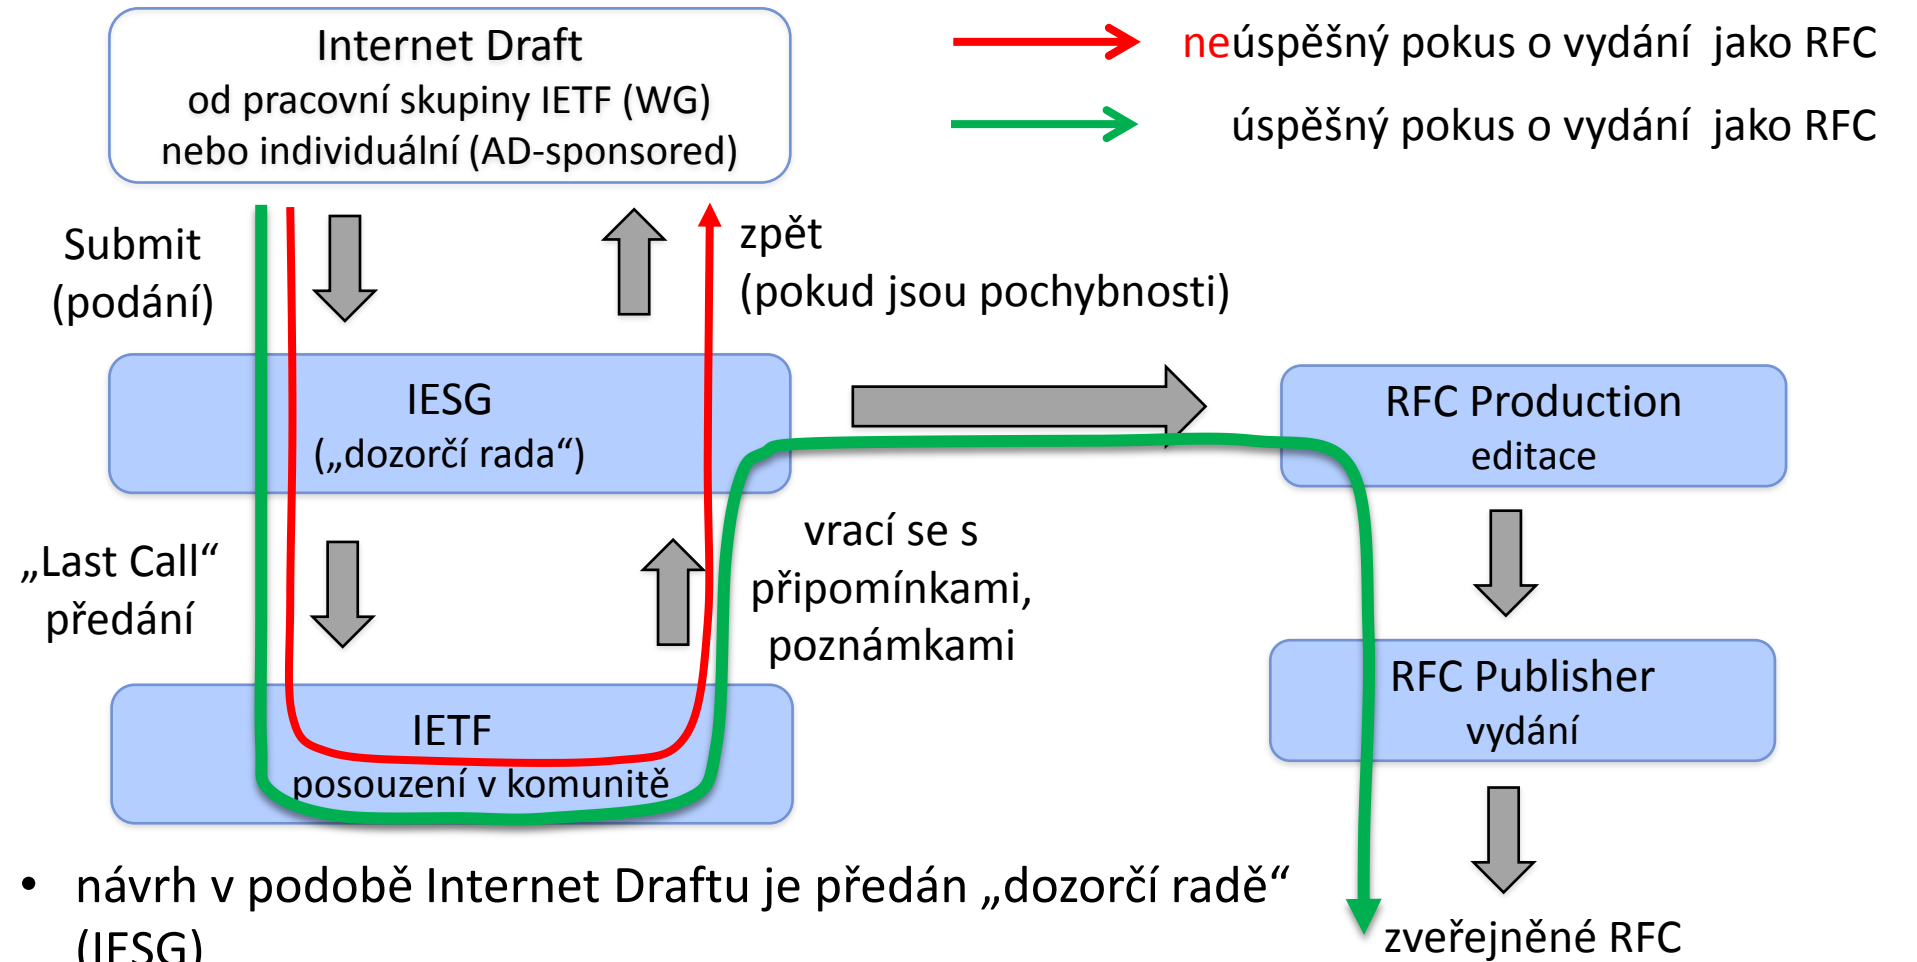 Internet Draft
od pracovní skupiny IETF (WG)
nebo individuální (AD-sponsored)
neúspěšný pokus o vydání jako RFC
úspěšný pokus o vydání jako RFC
Submit
(podání)
zpět
(pokud jsou pochybnosti)
IESG
(„dozorčí rada“)
RFC Production
editace
„Last Call“
předání
vrací se s
připomínkami,
poznámkami
IETF
posouzení v komunitě
RFC Publisher
vydání
zveřejněné RFC
• návrh v podobě Internet Draftu je předán „dozorčí radě“
(IESG)